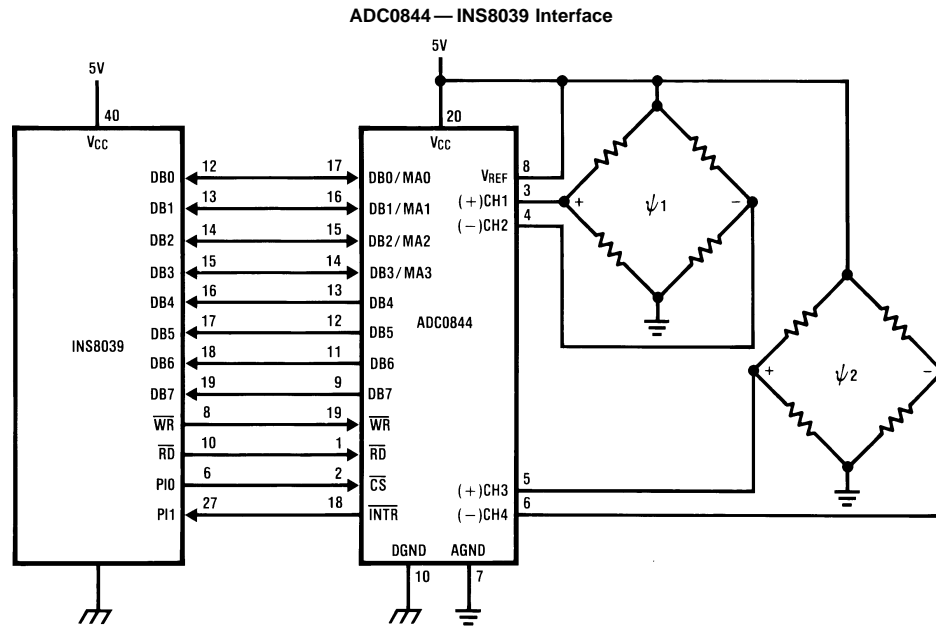 ADC0844 — INS8039 Interface
5V
5V
40
20
VCC
VCC
DB0 12 17 DB0/MA0
DB1 13 16 DB1/MA1
DB2 14 15 DB2/MA2
DB3 15 14 DB3/MA3
DB4 16 13 DB4
DB5 17 12 DB5
DB6 18 11 DB6
DB7 19 9 DB7
WR 8 19 WR
RD 10 1 RD
PI0 6 2 CS
PI1 27 18 INTR
INS8039
ADC0844
VREF 8
(+)CH1 3
(−)CH2 4
+ ψ1 −
+ ψ2 −
(+)CH3 5
(−)CH4 6
DGND AGND
10 7